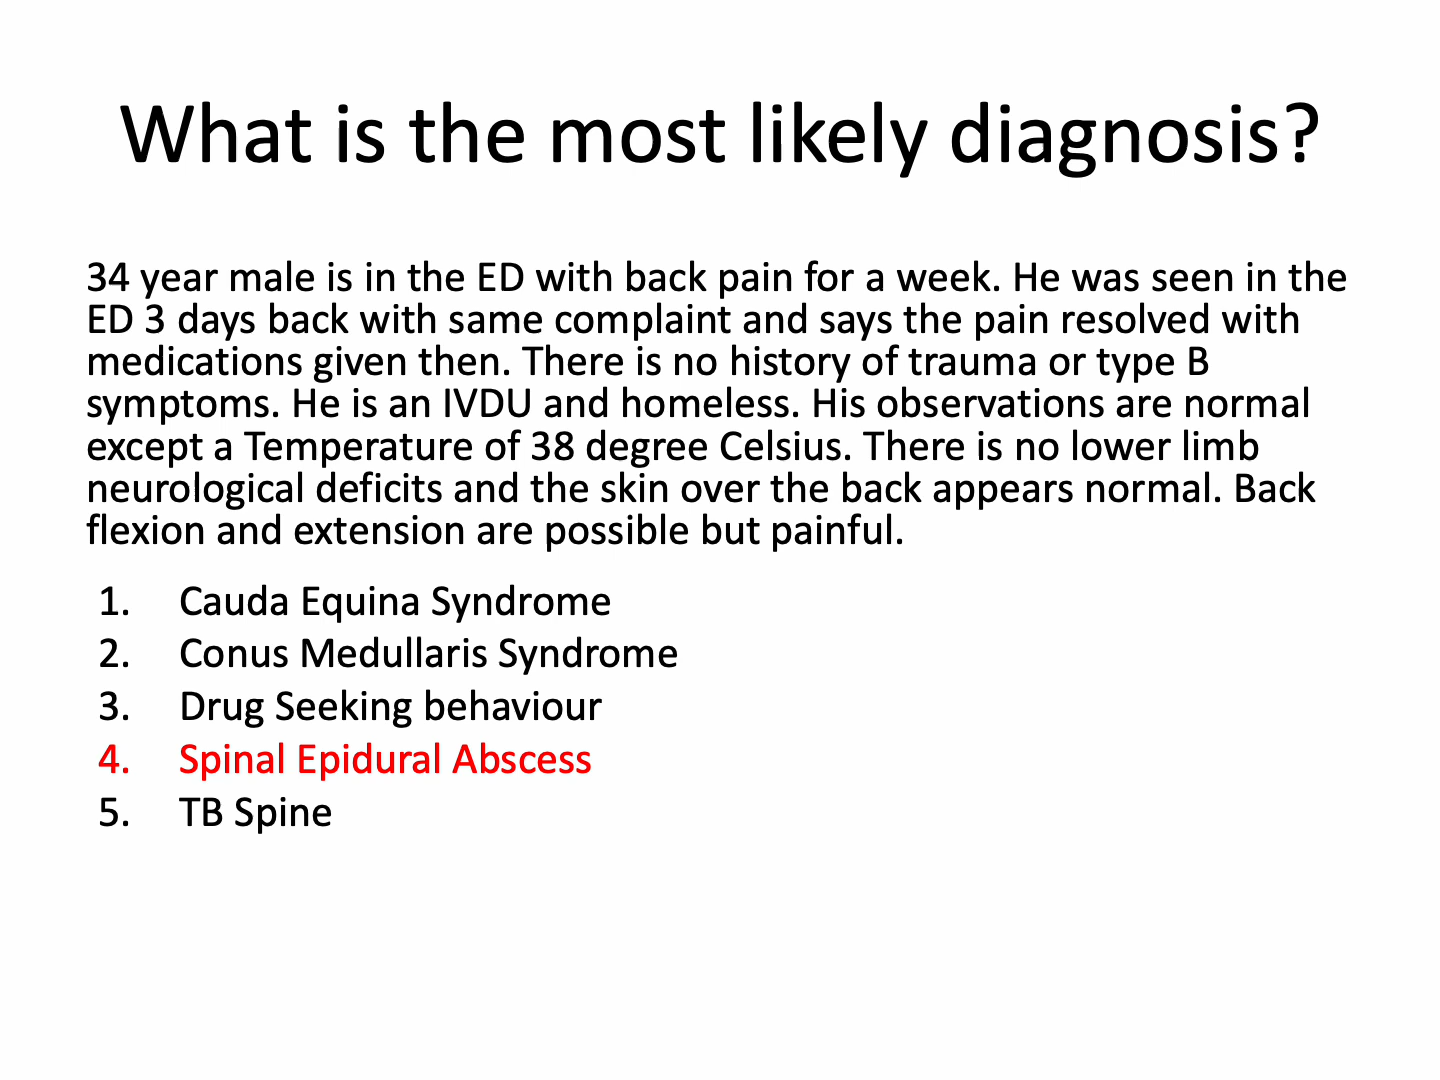 What is the most likely diagnosis?
34 year male is in the ED with back pain for a week. He was seen in the
ED 3 days back with same complaint and says the pain resolved with
medications given then. There is no history of trauma or type B
symptoms. He is an IVDU and homeless. His observations are normal
except a Temperature of 38 degree Celsius. There is no lower limb
neurological deficits and the skin over the back appears normal. Back
flexion and extension are possible but painful.
1. Cauda Equina Syndrome
2. Conus Medullaris Syndrome
3. Drug Seeking behaviour
4. Spinal Epidural Abscess
5. TB Spine